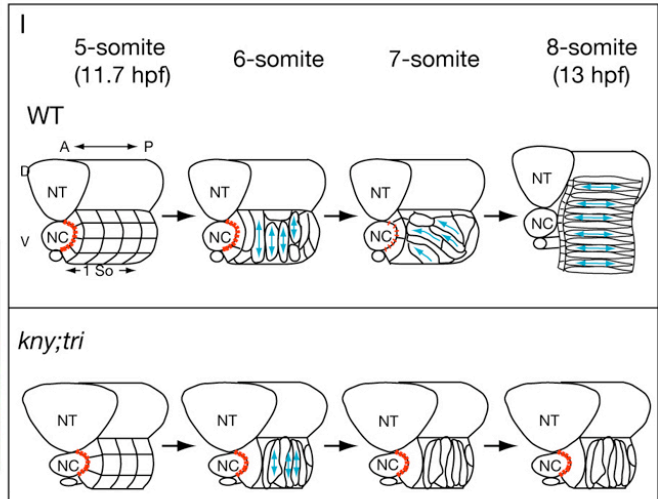 I
5-somite 6-somite 7-somite 8-somite
(11.7 hpf) (13 hpf)
WT
A P
D
NT NT NT NT
NC NC NC NC
V
1 So
kny;tri
NT NT NT NT
NC NC NC NC